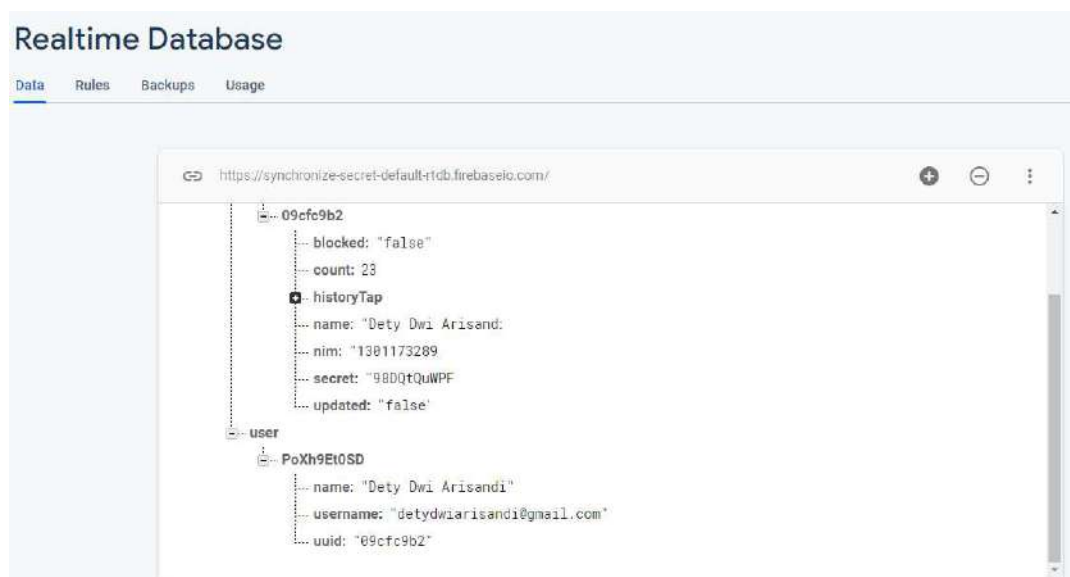 Realtime Database
Data Rules Backups Usage
https://synchronize-secret-default-rtdb.firebaseio.com/
09cfc9b2
blocked: "false"
count: 23
historyTap
name: "Dety Dwi Arisand:
nim: "1301173289
secret: "98DQtQuWPF
updated: "false'
user
PoXh9Et0SD
name: "Dety Dwi Arisandi"
username: "detydwiarisandi@gmail.com"
uuid: "09cfc9b2"